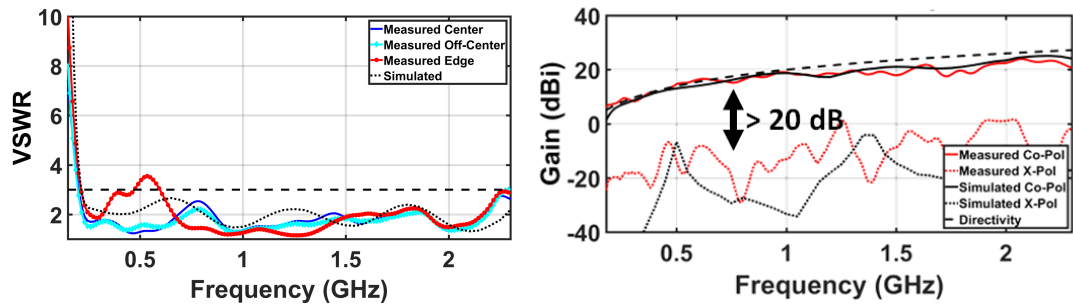 10
8
6
4
2
VSWR
0.5
1
1.5
2
Frequency (GHz)
Measured Center
Measured Off-Center
Measured Edge
Simulated
40
20
0
-20
-40
Gain (dBi)
> 20 dB
0.5
1
1.5
2
Frequency (GHz)
Measured Co-Pol
Measured X-Pol
Simulated Co-Pol
Simulated X-Pol
Directivity